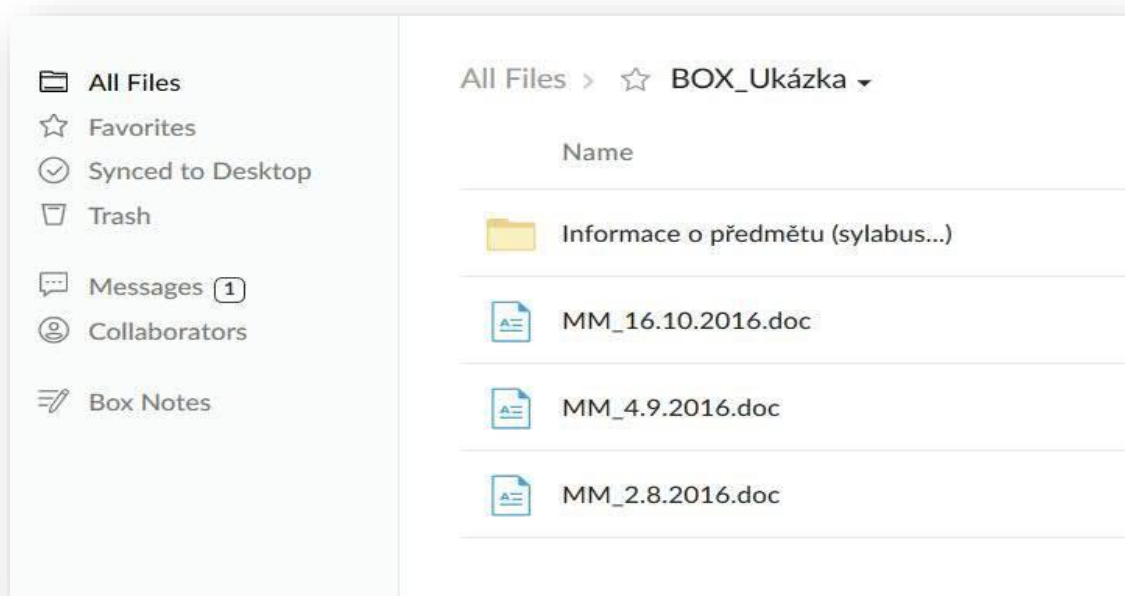 All Files
Favorites
Synced to Desktop
Trash
Messages 1
Collaborators
Box Notes
All Files > BOX_Ukázka
Name
Informace o předmětu (sylabus...)
MM_16.10.2016.doc
MM_4.9.2016.doc
MM_2.8.2016.doc